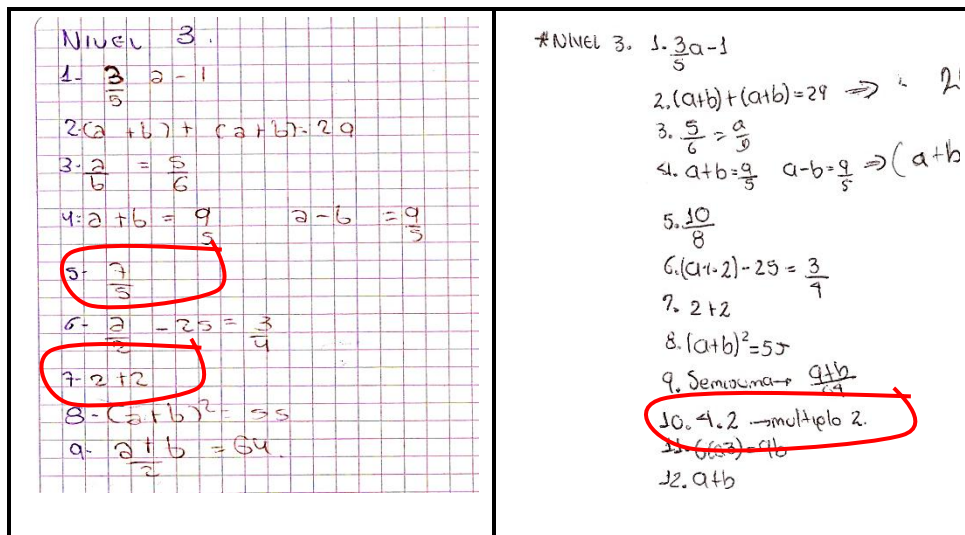 NIVEL 3.
1- 3/5 a - 1
2- (a + b) + (a + b) = 29
3- a/b = 5/6
4- a + b = 9/5 a - b = 9/5
5- 7/5
6- a/2 - 25 = 3/4
7- 2 + 2
8- (a + b)² = 55
9- a + b/2 = 64.
*NIVEL 3. 1. 3/5 a - 1
2. (a+b) + (a+b) = 29 ⇒
3. 5/6 = a/b
4. a+b = 9/5 a-b = 9/5 ⇒ (a+b
5. 10/8
6. (a÷2) - 25 = 3/4
7. 2+2
8. (a+b)² = 55
9. Semisuma → a+b/64
10. 4.2 → multiplo 2.
12. a+b